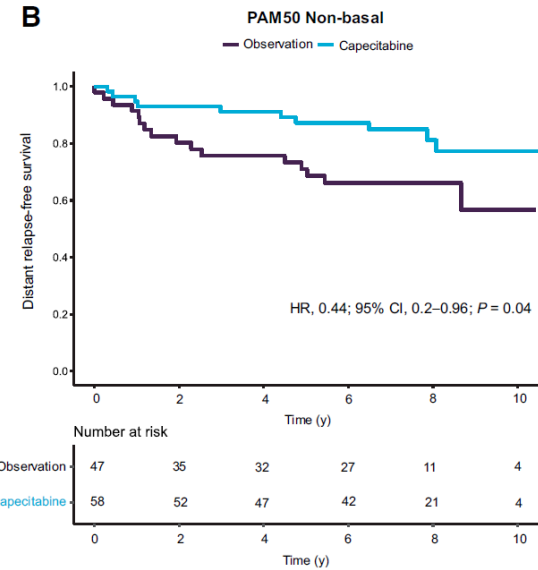 B
PAM50 Non-basal
Observation Capecitabine
Distant relapse-free survival
1.0
0.8
0.6
0.4
0.2
0.0
HR, 0.44; 95% CI, 0.2–0.96; P = 0.04
0 2 4 6 8 10
Time (y)
Number at risk
Observation 47 35 32 27 11 4
apecitabine 58 52 47 42 21 4
0 2 4 6 8 10
Time (y)